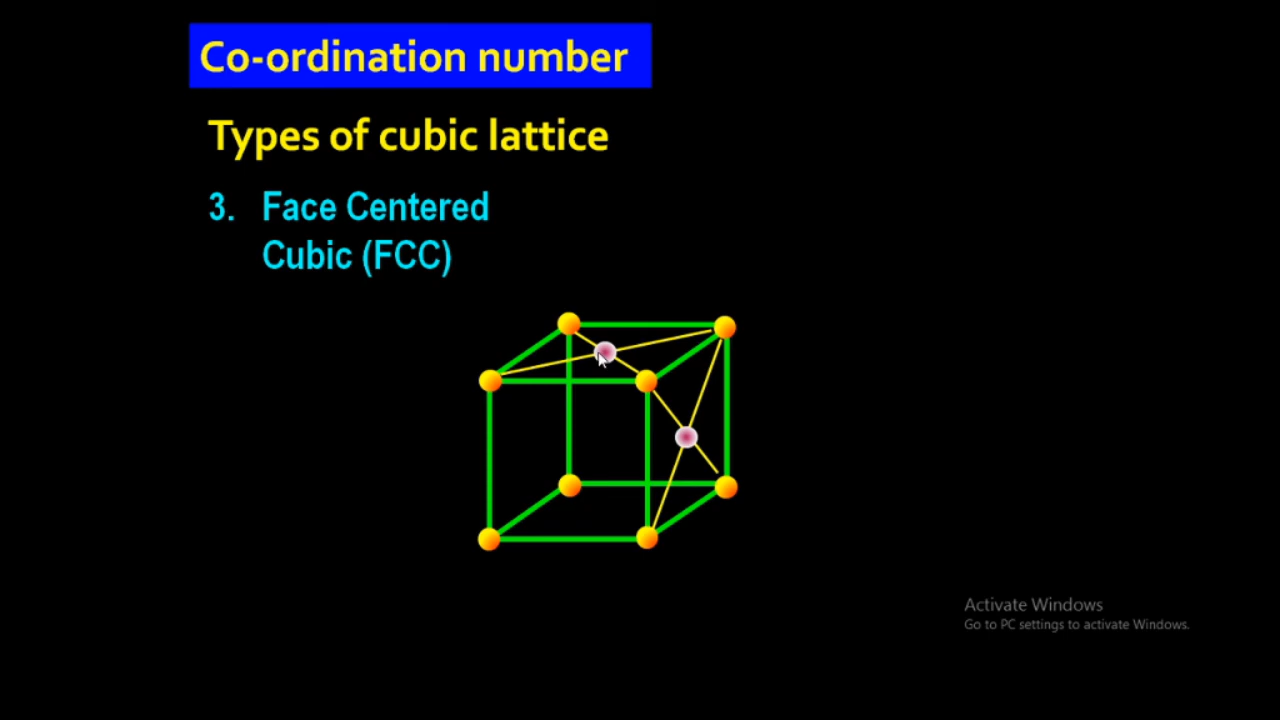 Co-ordination number
Types of cubic lattice
3. Face Centered
Cubic (FCC)
Activate Windows
Go to PC settings to activate Windows.